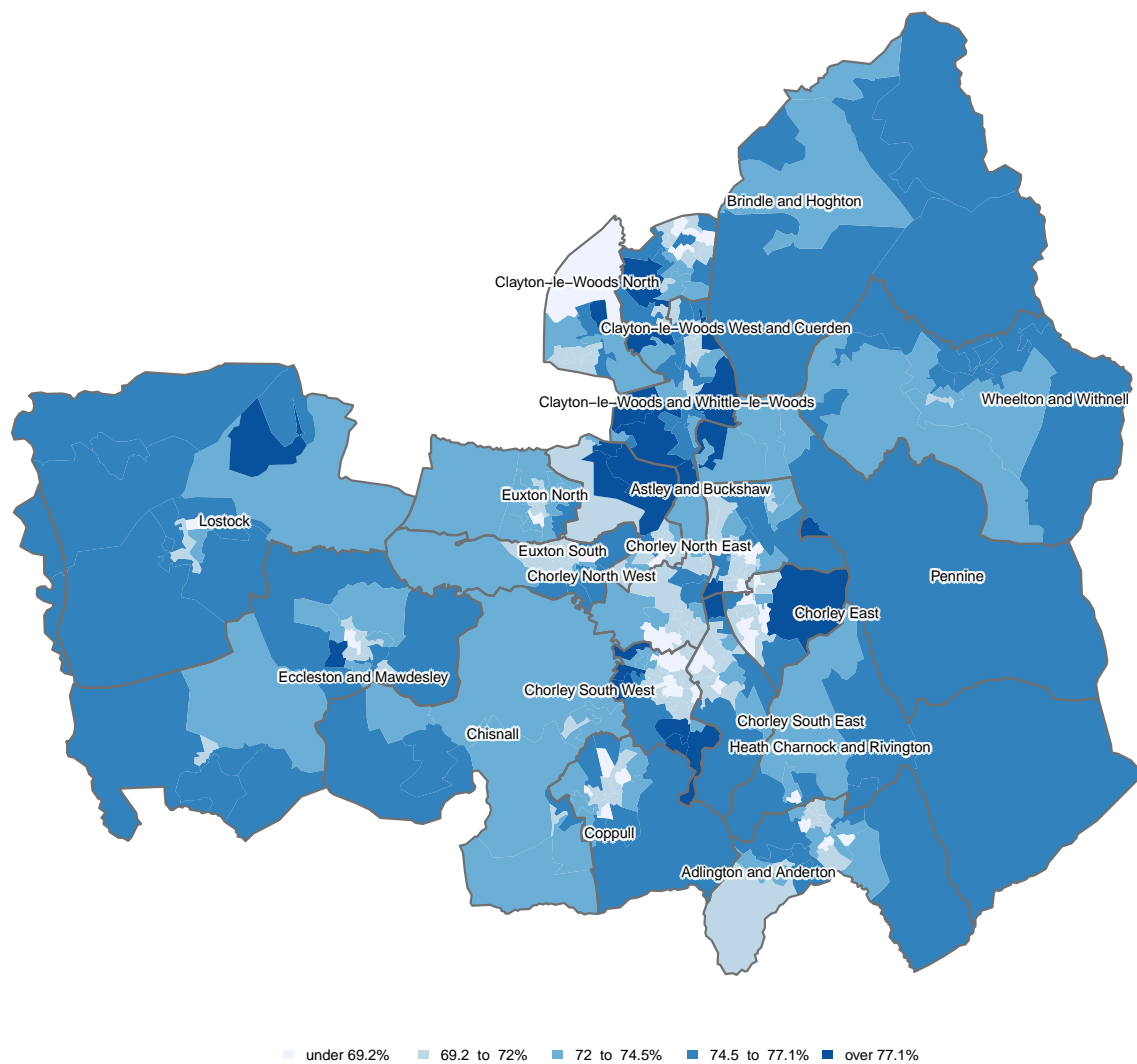 Brindle and Hoghton
Clayton–le–Woods North
Clayton–le–Woods West and Cuerden
Clayton–le–Woods and Whittle–le–Woods
Wheelton and Withnell
Euxton North
Astley and Buckshaw
Lostock
Euxton South
Chorley North East
Chorley North West
Pennine
Chorley East
Eccleston and Mawdesley
Chorley South West
Chorley South East
Chisnall
Heath Charnock and Rivington
Coppull
Adlington and Anderton
under 69.2% 69.2 to 72% 72 to 74.5% 74.5 to 77.1% over 77.1%